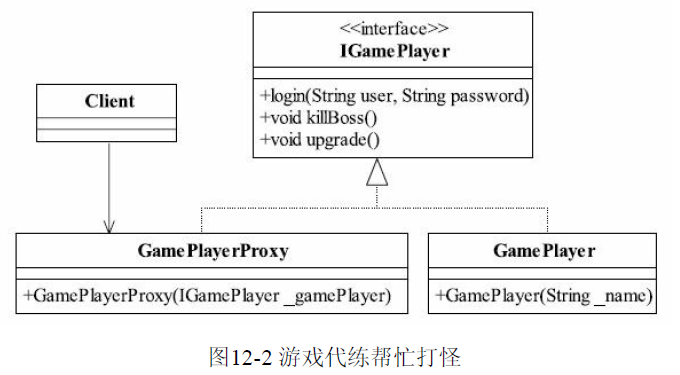 <<interface>>
IGamePlayer
+login(String user, String password)
+void killBoss()
+void upgrade()
Client
GamePlayerProxy
+GamePlayerProxy(IGamePlayer _gamePlayer)
GamePlayer
+GamePlayer(String _name)
图12-2 游戏代练帮忙打怪